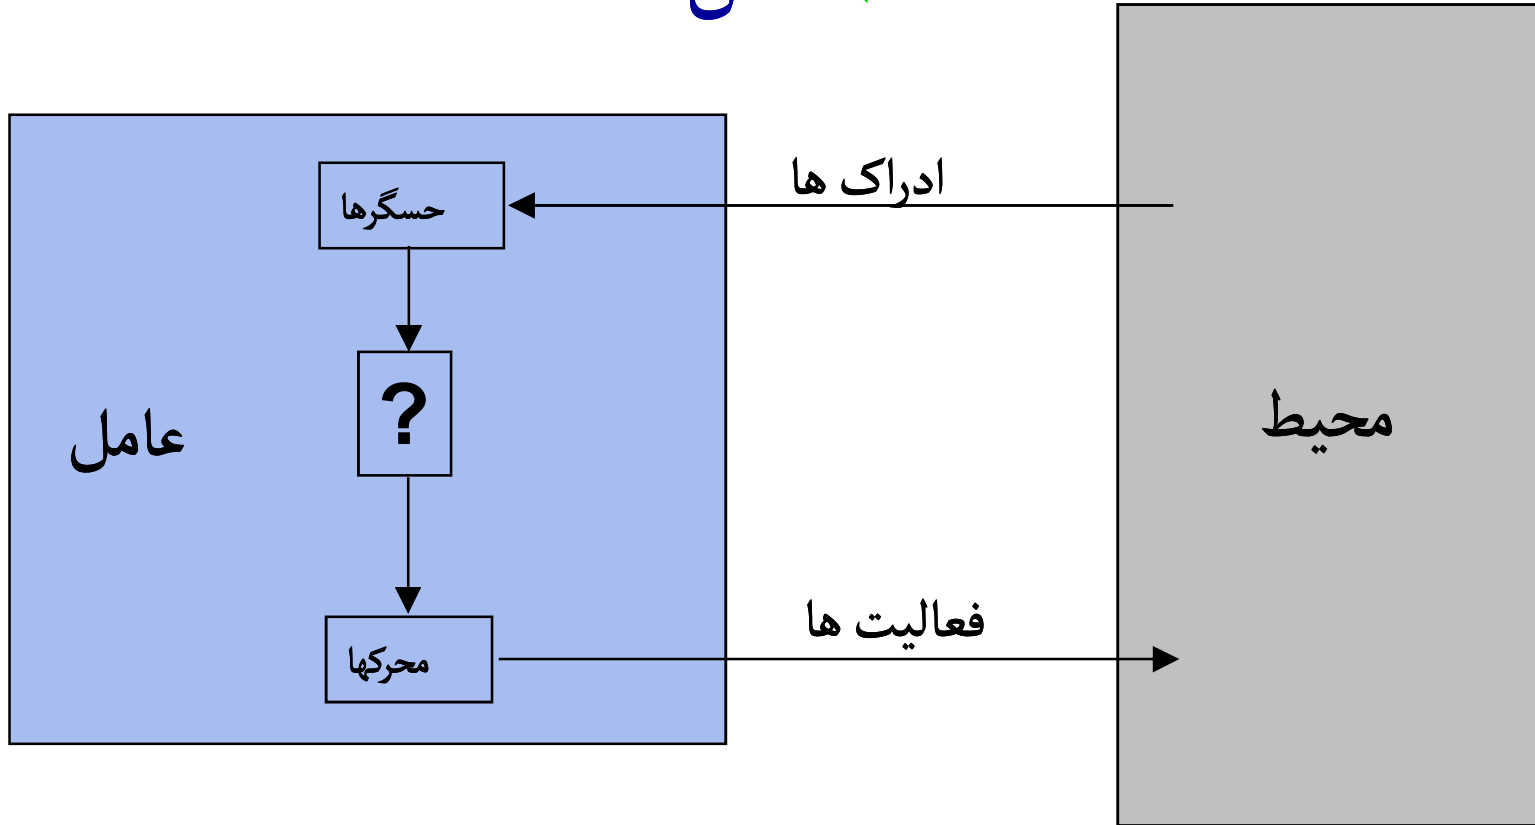 ادراک ها
حسگرها
?
عامل
محیط
فعالیت ها
محرکها